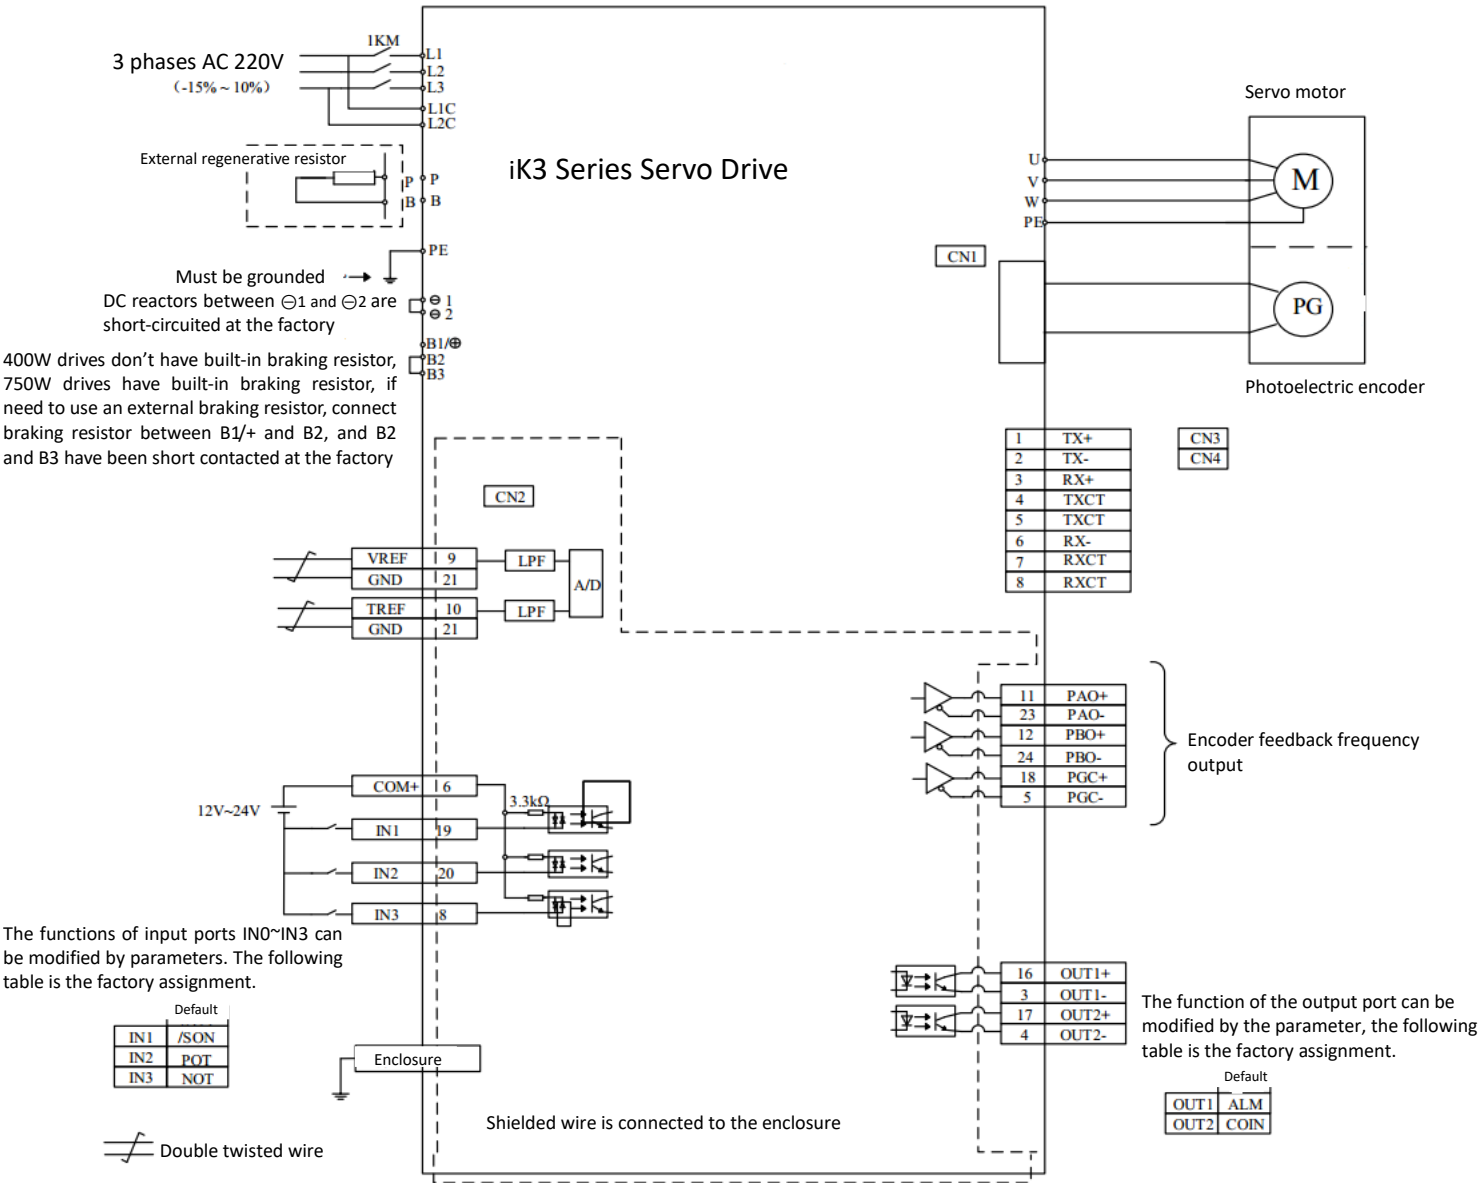 1KM
3 phases AC 220V
(-15%~10%)
L1
L2
L3
L1C
L2C
External regenerative resistor
P P
B B
iK3 Series Servo Drive
PE
Must be grounded
DC reactors between ⊖1 and ⊖2 are
short-circuited at the factory
⊖ 1
⊖ 2
B1/⊕
B2
B3
400W drives don't have built-in braking resistor,
750W drives have built-in braking resistor, if
need to use an external braking resistor, connect
braking resistor between B1/+ and B2, and B2
and B3 have been short contacted at the factory
Servo motor
U
V
W
PE
M
CN1
PG
Photoelectric encoder
1 TX+
2 TX-
3 RX+
4 TXCT
5 TXCT
6 RX-
7 RXCT
8 RXCT
CN3
CN4
CN2
VREF 9
GND 21
TREF 10
GND 21
LPF
LPF
A/D
11 PAO+
23 PAO-
12 PBO+
24 PBO-
18 PGC+
5 PGC-
Encoder feedback frequency
output
12V~24V
COM+ 6
IN1 19
IN2 20
IN3 8
3.3kΩ
The functions of input ports IN0~IN3 can
be modified by parameters. The following
table is the factory assignment.
Default
IN1 /SON
IN2 POT
IN3 NOT
Enclosure
Double twisted wire
Shielded wire is connected to the enclosure
16 OUT1+
3 OUT1-
17 OUT2+
4 OUT2-
The function of the output port can be
modified by the parameter, the following
table is the factory assignment.
Default
OUT1 ALM
OUT2 COIN